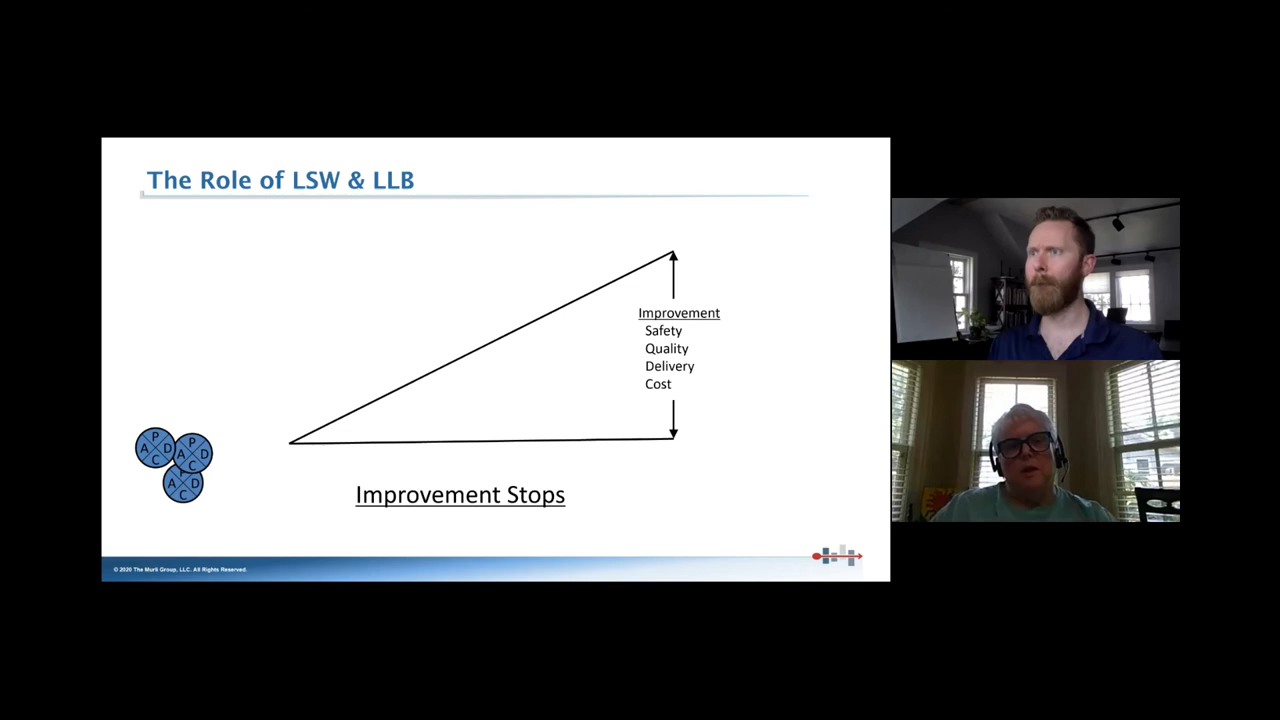 The Role of LSW & LLB
Improvement
Safety
Quality
Delivery
Cost
P
A D
C
P
A D
C
A D
C
Improvement Stops
© 2020 The Murli Group, LLC. All Rights Reserved.